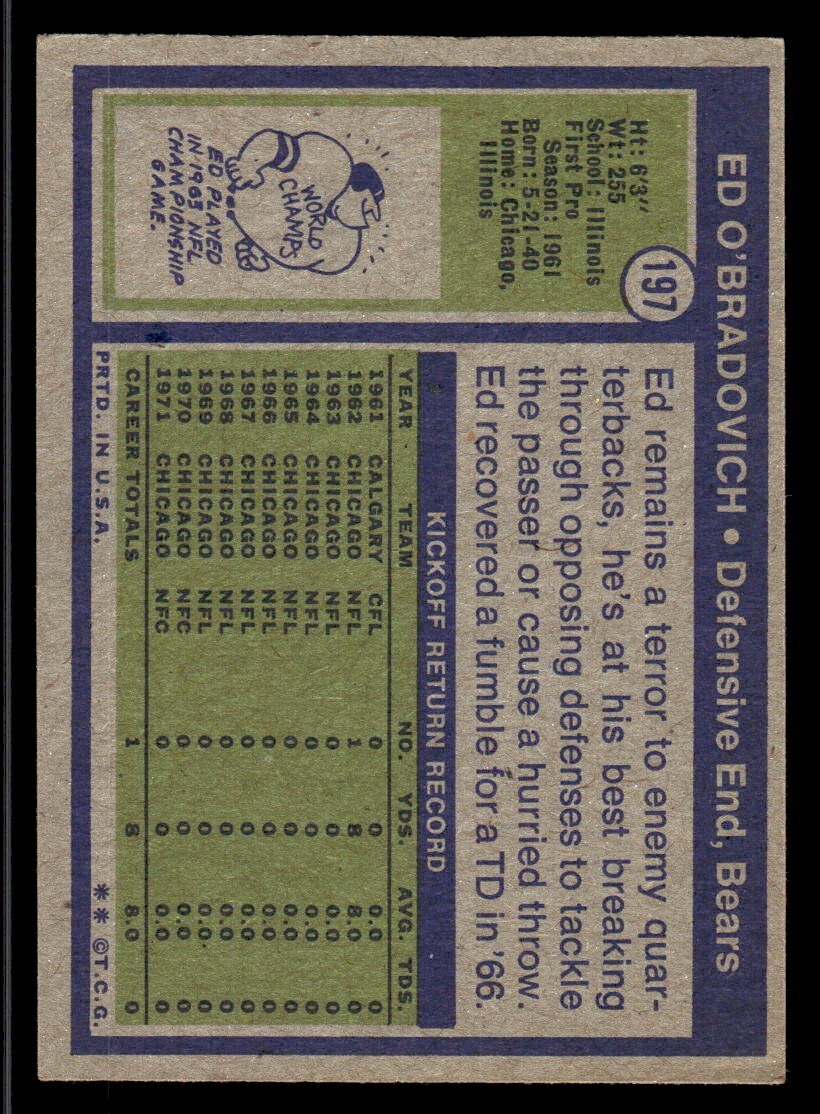 ED O'BRADOVICH • Defensive End, Bears
197
Ht: 6'3"
Wt: 255
School: Illinois
First Pro
Season: 1961
Born: 5-21-40
Home: Chicago,
Illinois
WORLD
CHAMPS
ED PLAYED
IN 1963 NFL
CHAMPIONSHIP
GAME.
Ed remains a terror to enemy quar-
terbacks, he's at his best breaking
through opposing defenses to tackle
the passer or cause a hurried throw.
Ed recovered a fumble for a TD in '66.
KICKOFF RETURN RECORD
YEAR TEAM NO. YDS. AVG. TDS.
1961 CALGARY CFL 0 0 0.0 0
1962 CHICAGO NFL 1 8 8.0 0
1963 CHICAGO NFL 0 0 0.0 0
1964 CHICAGO NFL 0 0 0.0 0
1965 CHICAGO NFL 0 0 0.0 0
1966 CHICAGO NFL 0 0 0.0 0
1967 CHICAGO NFL 0 0 0.0 0
1968 CHICAGO NFL 0 0 0.0 0
1969 CHICAGO NFL 0 0 0.0 0
1970 CHICAGO NFC 0 0 0.0 0
1971 CHICAGO NFC 0 0 0.0 0
CAREER TOTALS 1 8 8.0 0
PRTD. IN U.S.A. ** ©T.C.G.